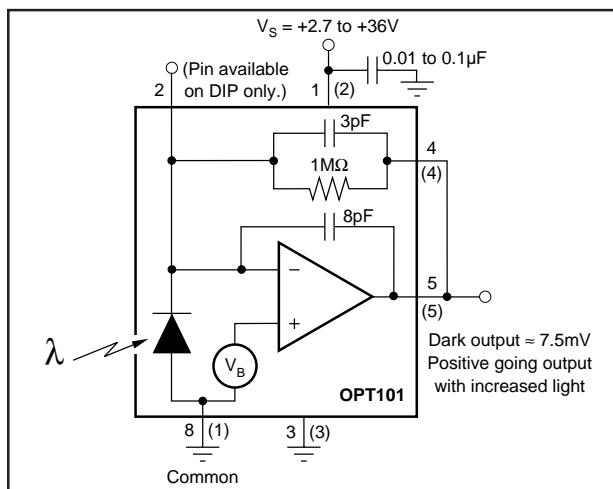 V_S = +2.7 to +36V
0.01 to 0.1µF
(Pin available
on DIP only.)
2
1
(2)
3pF
1MΩ
4
(4)
8pF
5
(5)
–
+
λ
V_B
Dark output ≈ 7.5mV
Positive going output
with increased light
OPT101
8
(1)
3
(3)
Common